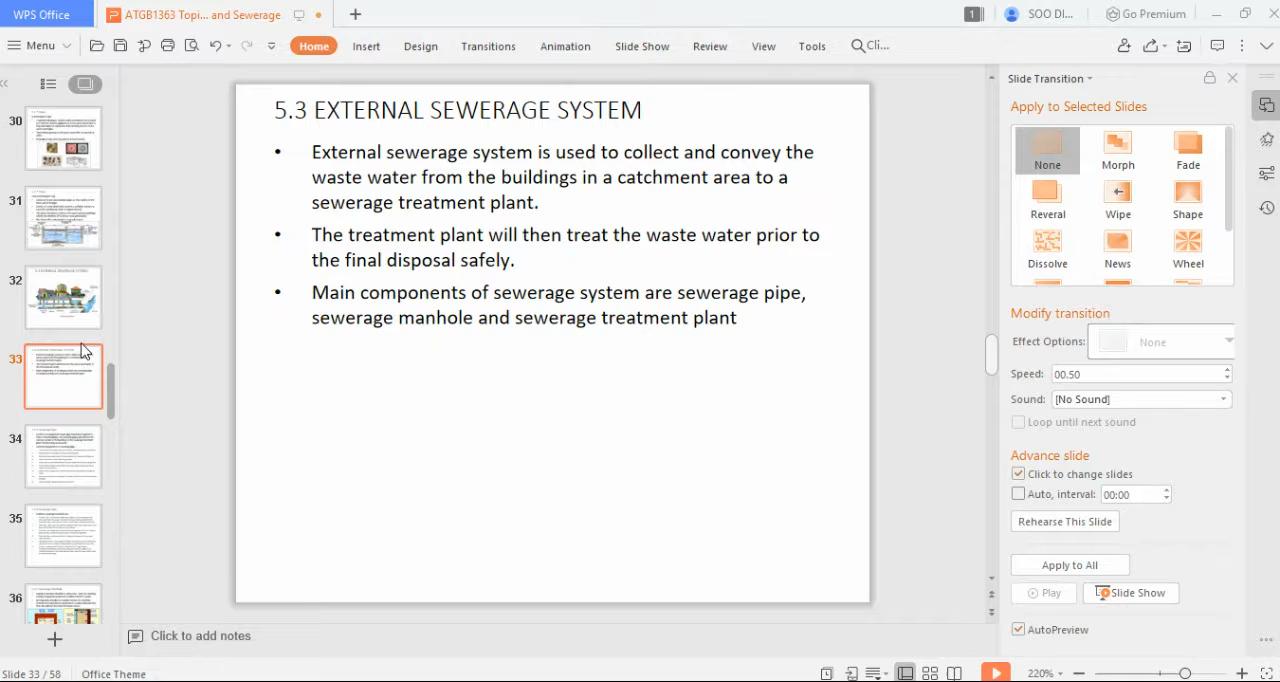 WPS Office
ATGB1363 Topi... and Sewerage
1
SOO DI...
Go Premium
Menu
Home
Insert
Design
Transitions
Animation
Slide Show
Review
View
Tools
Cli...
30
31
32
33
34
35
36
5.3 EXTERNAL SEWERAGE SYSTEM
• External sewerage system is used to collect and convey the
waste water from the buildings in a catchment area to a
sewerage treatment plant.
• The treatment plant will then treat the waste water prior to
the final disposal safely.
• Main components of sewerage system are sewerage pipe,
sewerage manhole and sewerage treatment plant
Click to add notes
Slide Transition
Apply to Selected Slides
None
Morph
Fade
Reveral
Wipe
Shape
Dissolve
News
Wheel
Modify transition
Effect Options:
None
Speed:
00.50
Sound:
[No Sound]
Loop until next sound
Advance slide
Click to change slides
Auto, interval:
00:00
Rehearse This Slide
Apply to All
Play
Slide Show
AutoPreview
Slide 33 / 58
Office Theme
220%